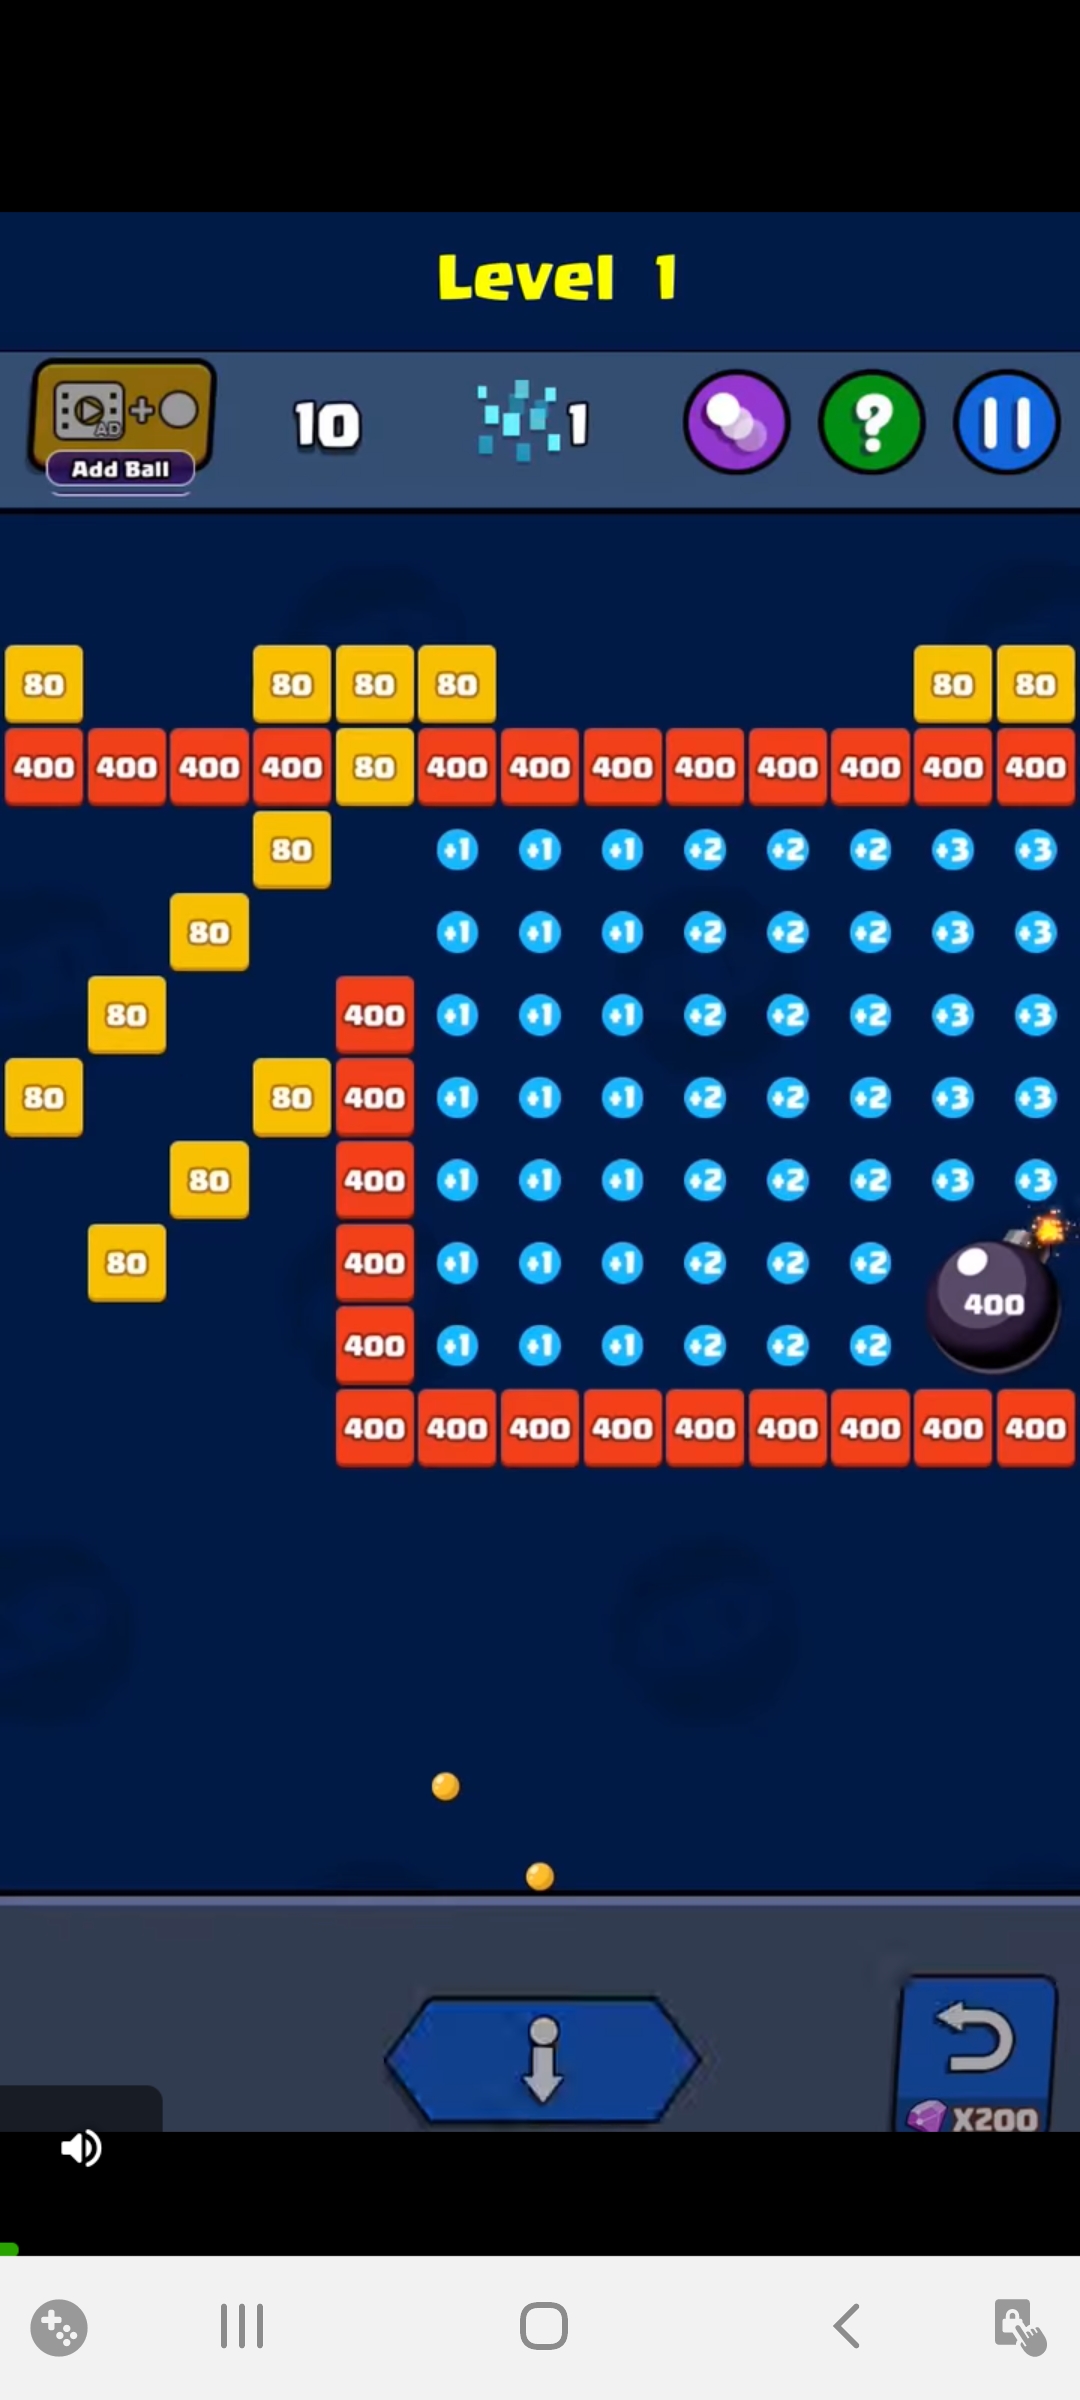 Level 1
AD +
Add Ball
10
1
?
80 80 80 80 80 80
400 400 400 400 80 400 400 400 400 400 400 400 400
80 +1 +1 +1 +2 +2 +2 +3 +3
80 +1 +1 +1 +2 +2 +2 +3 +3
80 400 +1 +1 +1 +2 +2 +2 +3 +3
80 80 400 +1 +1 +1 +2 +2 +2 +3 +3
80 400 +1 +1 +1 +2 +2 +2 +3 +3
80 400 +1 +1 +1 +2 +2 +2
400
400 +1 +1 +1 +2 +2 +2
400 400 400 400 400 400 400 400 400
X200